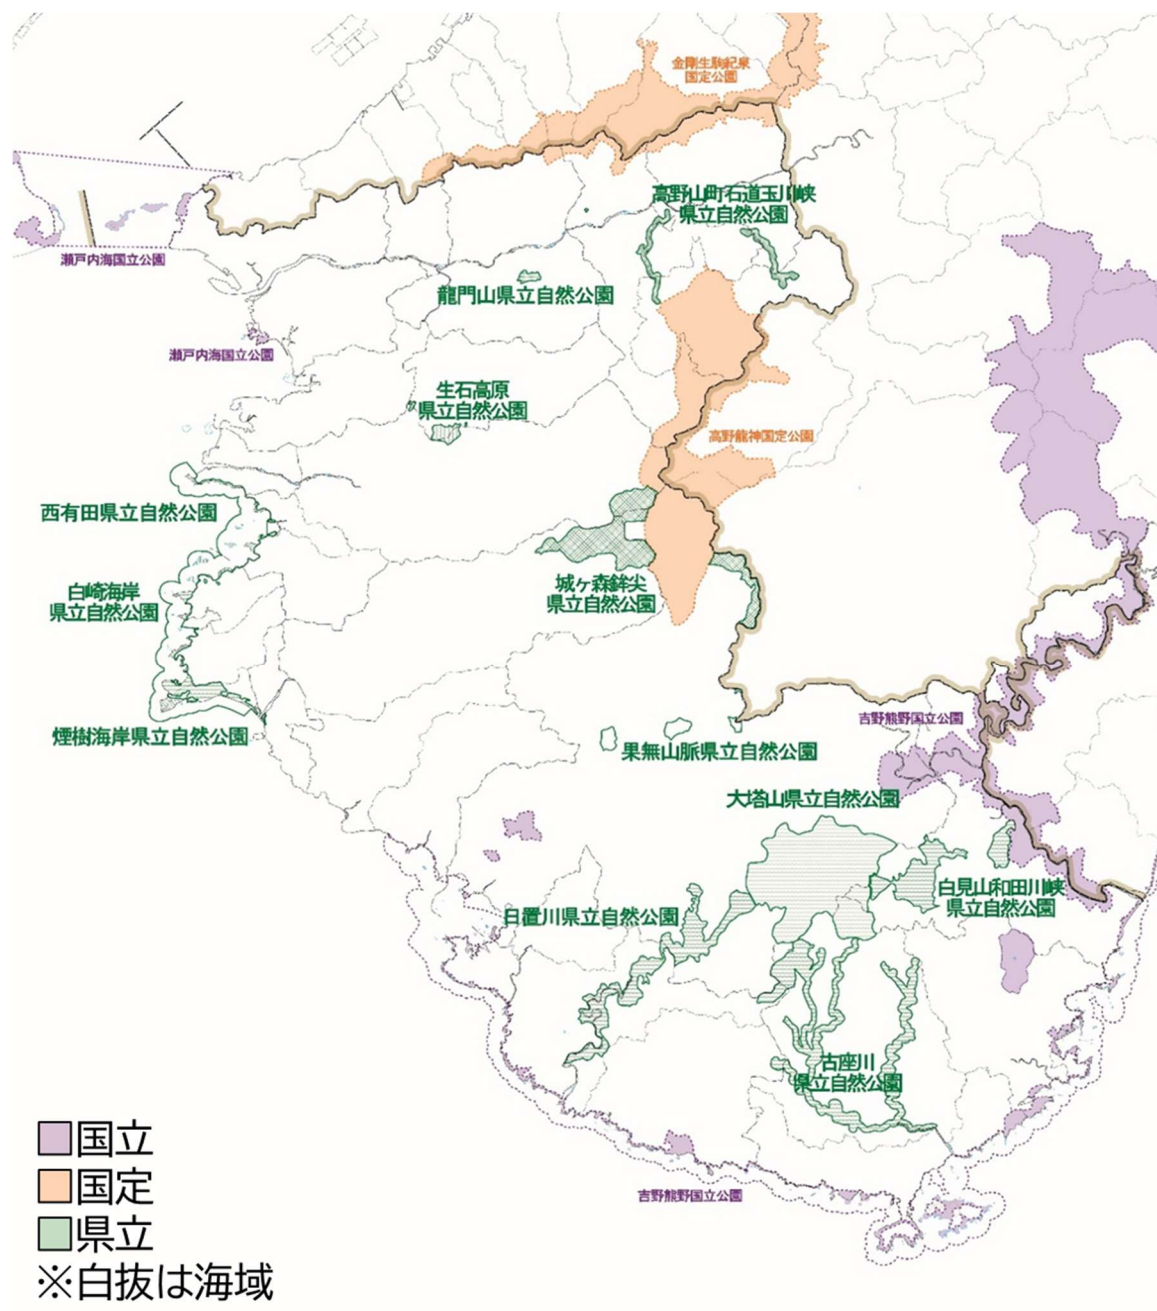 金剛生駒紀泉
国定公園
高野山町石道玉川峡
県立自然公園
瀬戸内海国立公園
龍門山県立自然公園
瀬戸内海国立公園
生石高原
県立自然公園
高野龍神国定公園
西有田県立自然公園
白崎海岸
県立自然公園
城ヶ森鉾尖
県立自然公園
煙樹海岸県立自然公園
吉野熊野国立公園
果無山脈県立自然公園
大塔山県立自然公園
白見山和田川峡
県立自然公園
日置川県立自然公園
古座川
県立自然公園
吉野熊野国立公園
国立
国定
県立
※白抜は海域